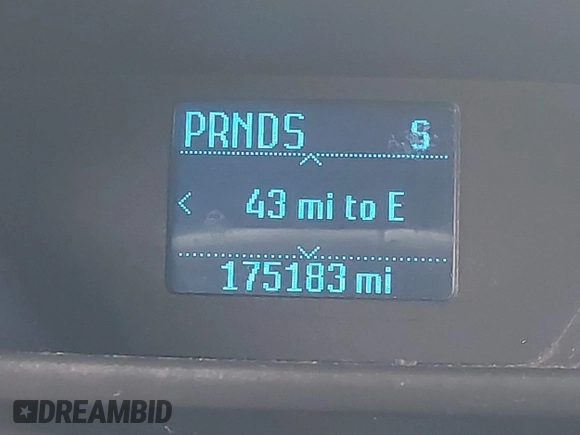 PRNDS S
43 mi to E
175183 mi
DREAMBID